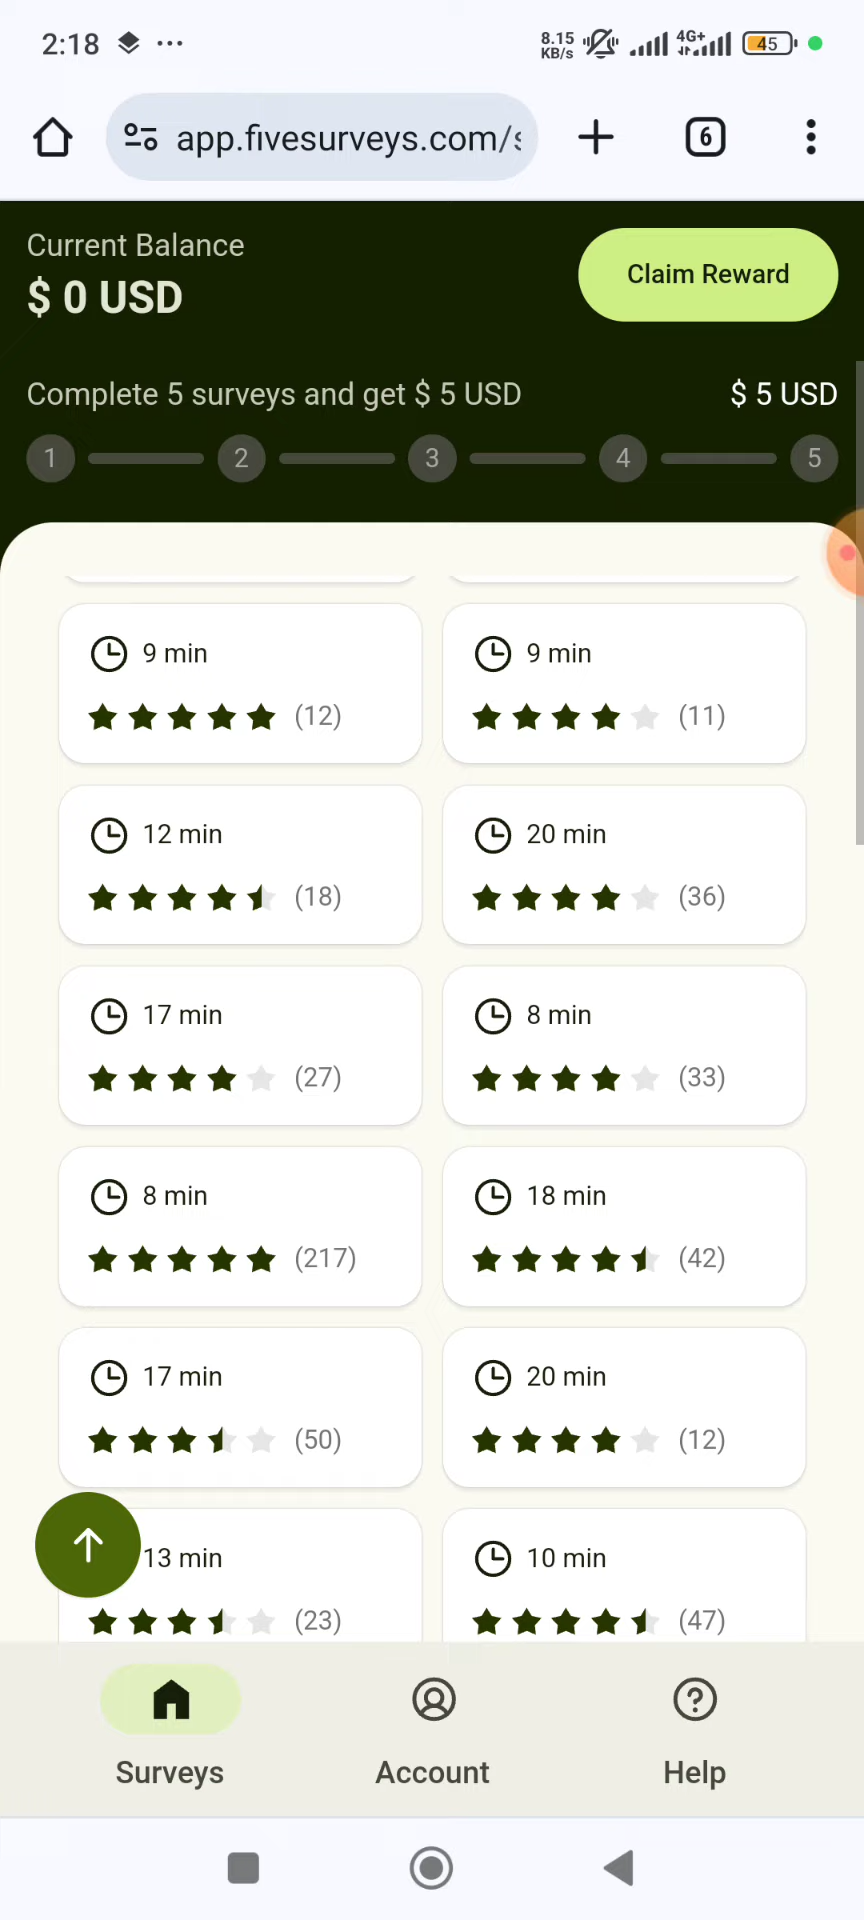 2:18
8.15 KB/s 4G+ 45
app.fivesurveys.com/s
6
Current Balance
$ 0 USD
Claim Reward
Complete 5 surveys and get $ 5 USD
$ 5 USD
1 2 3 4 5
9 min
(12)
9 min
(11)
12 min
(18)
20 min
(36)
17 min
(27)
8 min
(33)
8 min
(217)
18 min
(42)
17 min
(50)
20 min
(12)
13 min
(23)
10 min
(47)
Surveys
Account
Help